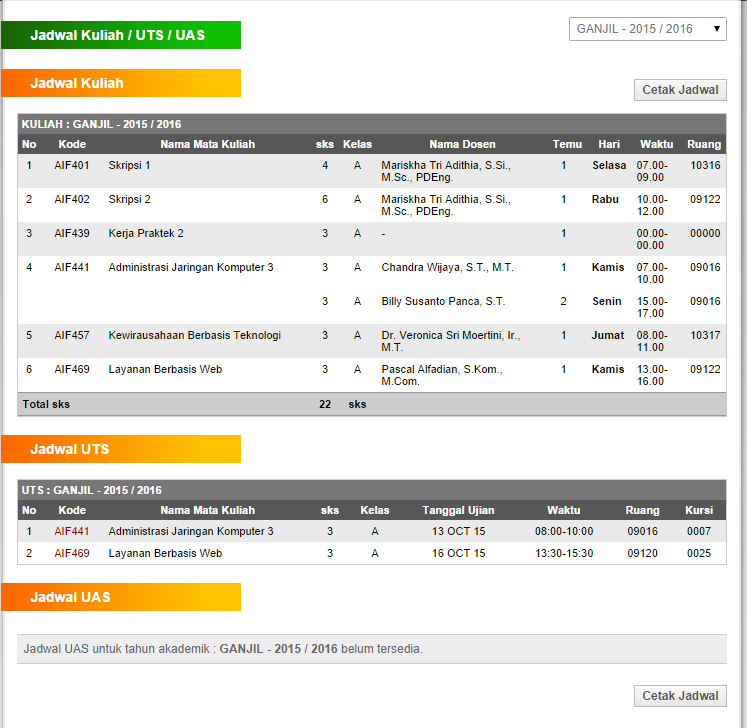 GANJIL - 2015 / 2016
Jadwal Kuliah / UTS / UAS
Jadwal Kuliah
Cetak Jadwal
KULIAH : GANJIL - 2015 / 2016
No Kode Nama Mata Kuliah sks Kelas Nama Dosen Temu Hari Waktu Ruang
1 AIF401 Skripsi 1 4 A Mariskha Tri Adithia, S.Si., 1 Selasa 07.00- 10316
M.Sc., PDEng. 09.00
2 AIF402 Skripsi 2 6 A Mariskha Tri Adithia, S.Si., 1 Rabu 10.00- 09122
M.Sc., PDEng. 12.00
3 AIF439 Kerja Praktek 2 3 A - 1 00.00- 00000
00.00
4 AIF441 Administrasi Jaringan Komputer 3 3 A Chandra Wijaya, S.T., M.T. 1 Kamis 07.00- 09016
10.00
3 A Billy Susanto Panca, S.T. 2 Senin 15.00- 09016
17.00
5 AIF457 Kewirausahaan Berbasis Teknologi 3 A Dr. Veronica Sri Moertini, Ir., 1 Jumat 08.00- 10317
M.T. 11.00
6 AIF469 Layanan Berbasis Web 3 A Pascal Alfadian, S.Kom., 1 Kamis 13.00- 09122
M.Com. 16.00
Total sks 22 sks
Jadwal UTS
UTS : GANJIL - 2015 / 2016
No Kode Nama Mata Kuliah sks Kelas Tanggal Ujian Waktu Ruang Kursi
1 AIF441 Administrasi Jaringan Komputer 3 3 A 13 OCT 15 08:00-10:00 09016 0007
2 AIF469 Layanan Berbasis Web 3 A 16 OCT 15 13:30-15:30 09120 0025
Jadwal UAS
Jadwal UAS untuk tahun akademik : GANJIL - 2015 / 2016 belum tersedia.
Cetak Jadwal